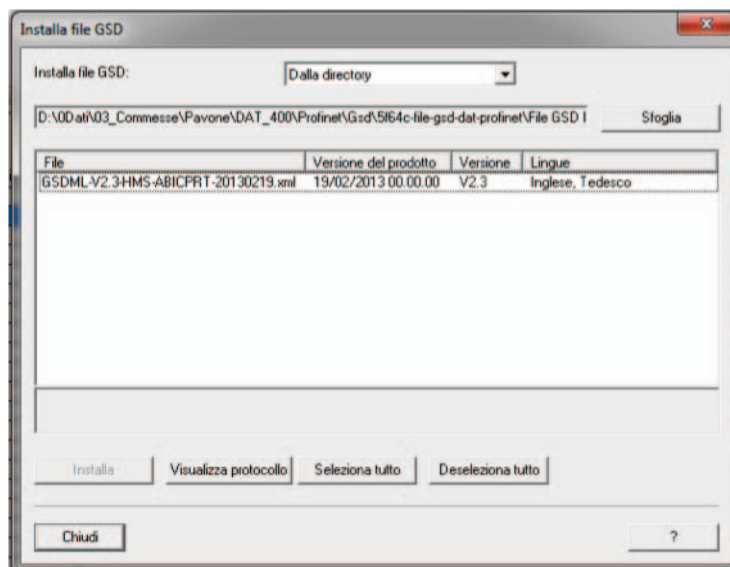 Installa file GSD
Installa file GSD:
Dalla directory
D:\0Dati\03_Commesse\Pavone\DAT_400\Profinet\Gsd\5f64c-file-gsd-dat-profinet\File GSD I
Sfoglia
File Versione del prodotto Versione Lingue
GSDML-V2.3-HMS-ABICPRT-20130219.xml 19/02/2013 00.00.00 V2.3 Inglese, Tedesco
Installa Visualizza protocollo Seleziona tutto Deseleziona tutto
Chiudi ?